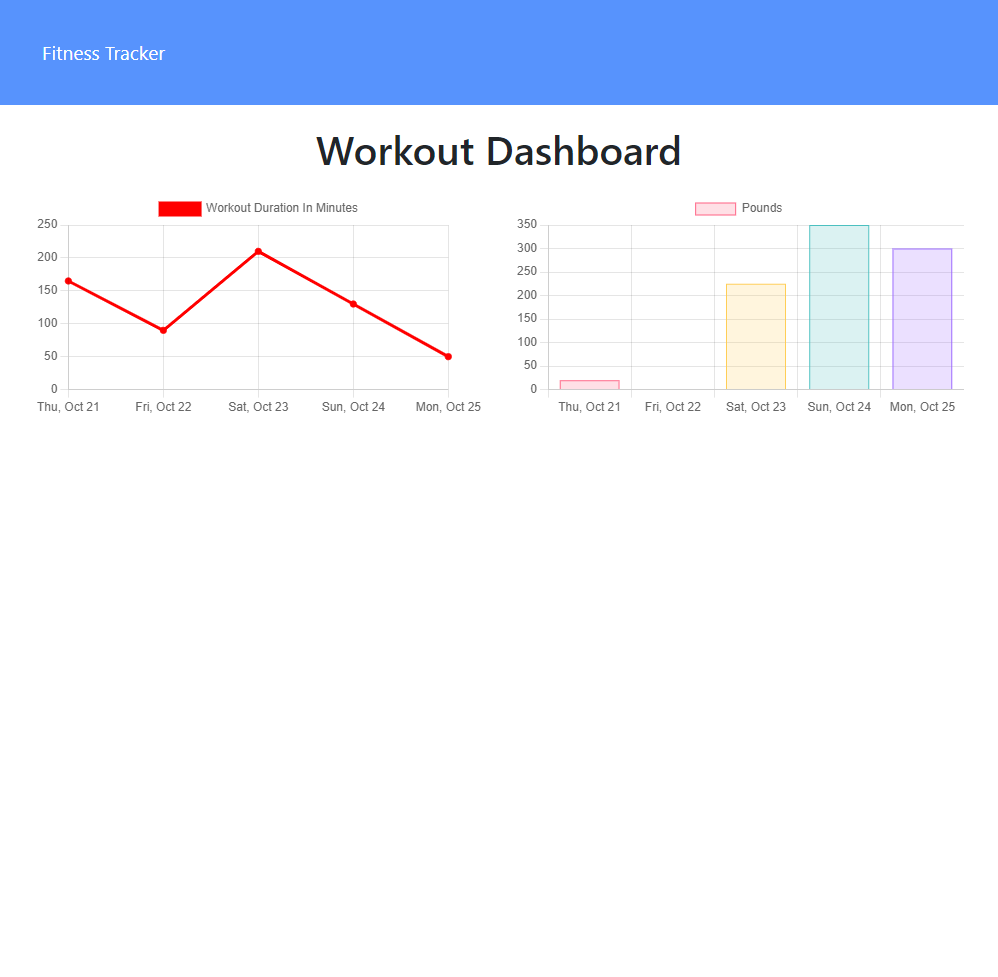 Fitness Tracker
Workout Dashboard
Workout Duration In Minutes
250
200
150
100
50
0
Thu, Oct 21 Fri, Oct 22 Sat, Oct 23 Sun, Oct 24 Mon, Oct 25
Pounds
350
300
250
200
150
100
50
0
Thu, Oct 21 Fri, Oct 22 Sat, Oct 23 Sun, Oct 24 Mon, Oct 25